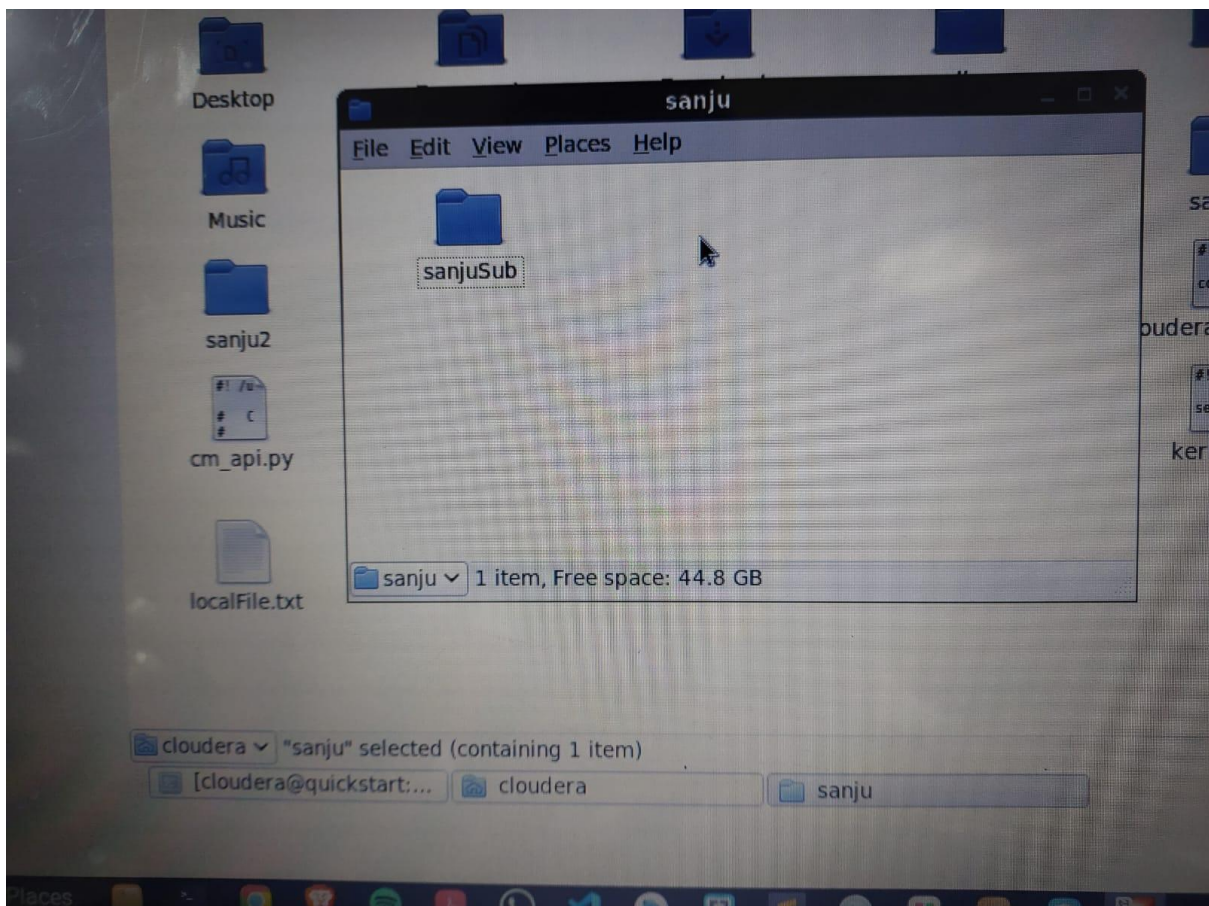 Desktop
sanju
File Edit View Places Help
Music
sanjuSub
sanju2
#! /u
# C
#
cm_api.py
localFile.txt
sanju 1 item, Free space: 44.8 GB
cloudera "sanju" selected (containing 1 item)
[cloudera@quickstart:... cloudera sanju
Places